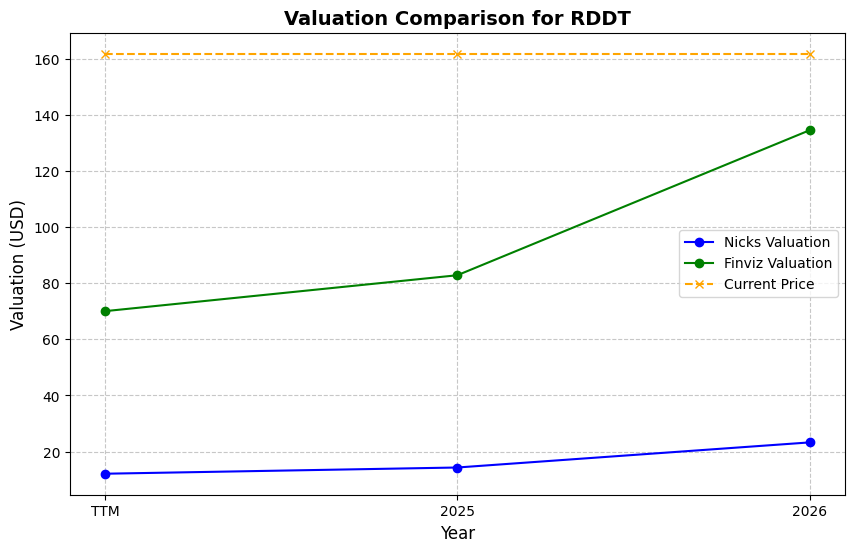 Valuation Comparison for RDDT
Valuation (USD)
160
140
120
100
80
60
40
20
Nicks Valuation
Finviz Valuation
Current Price
TTM
2025
2026
Year